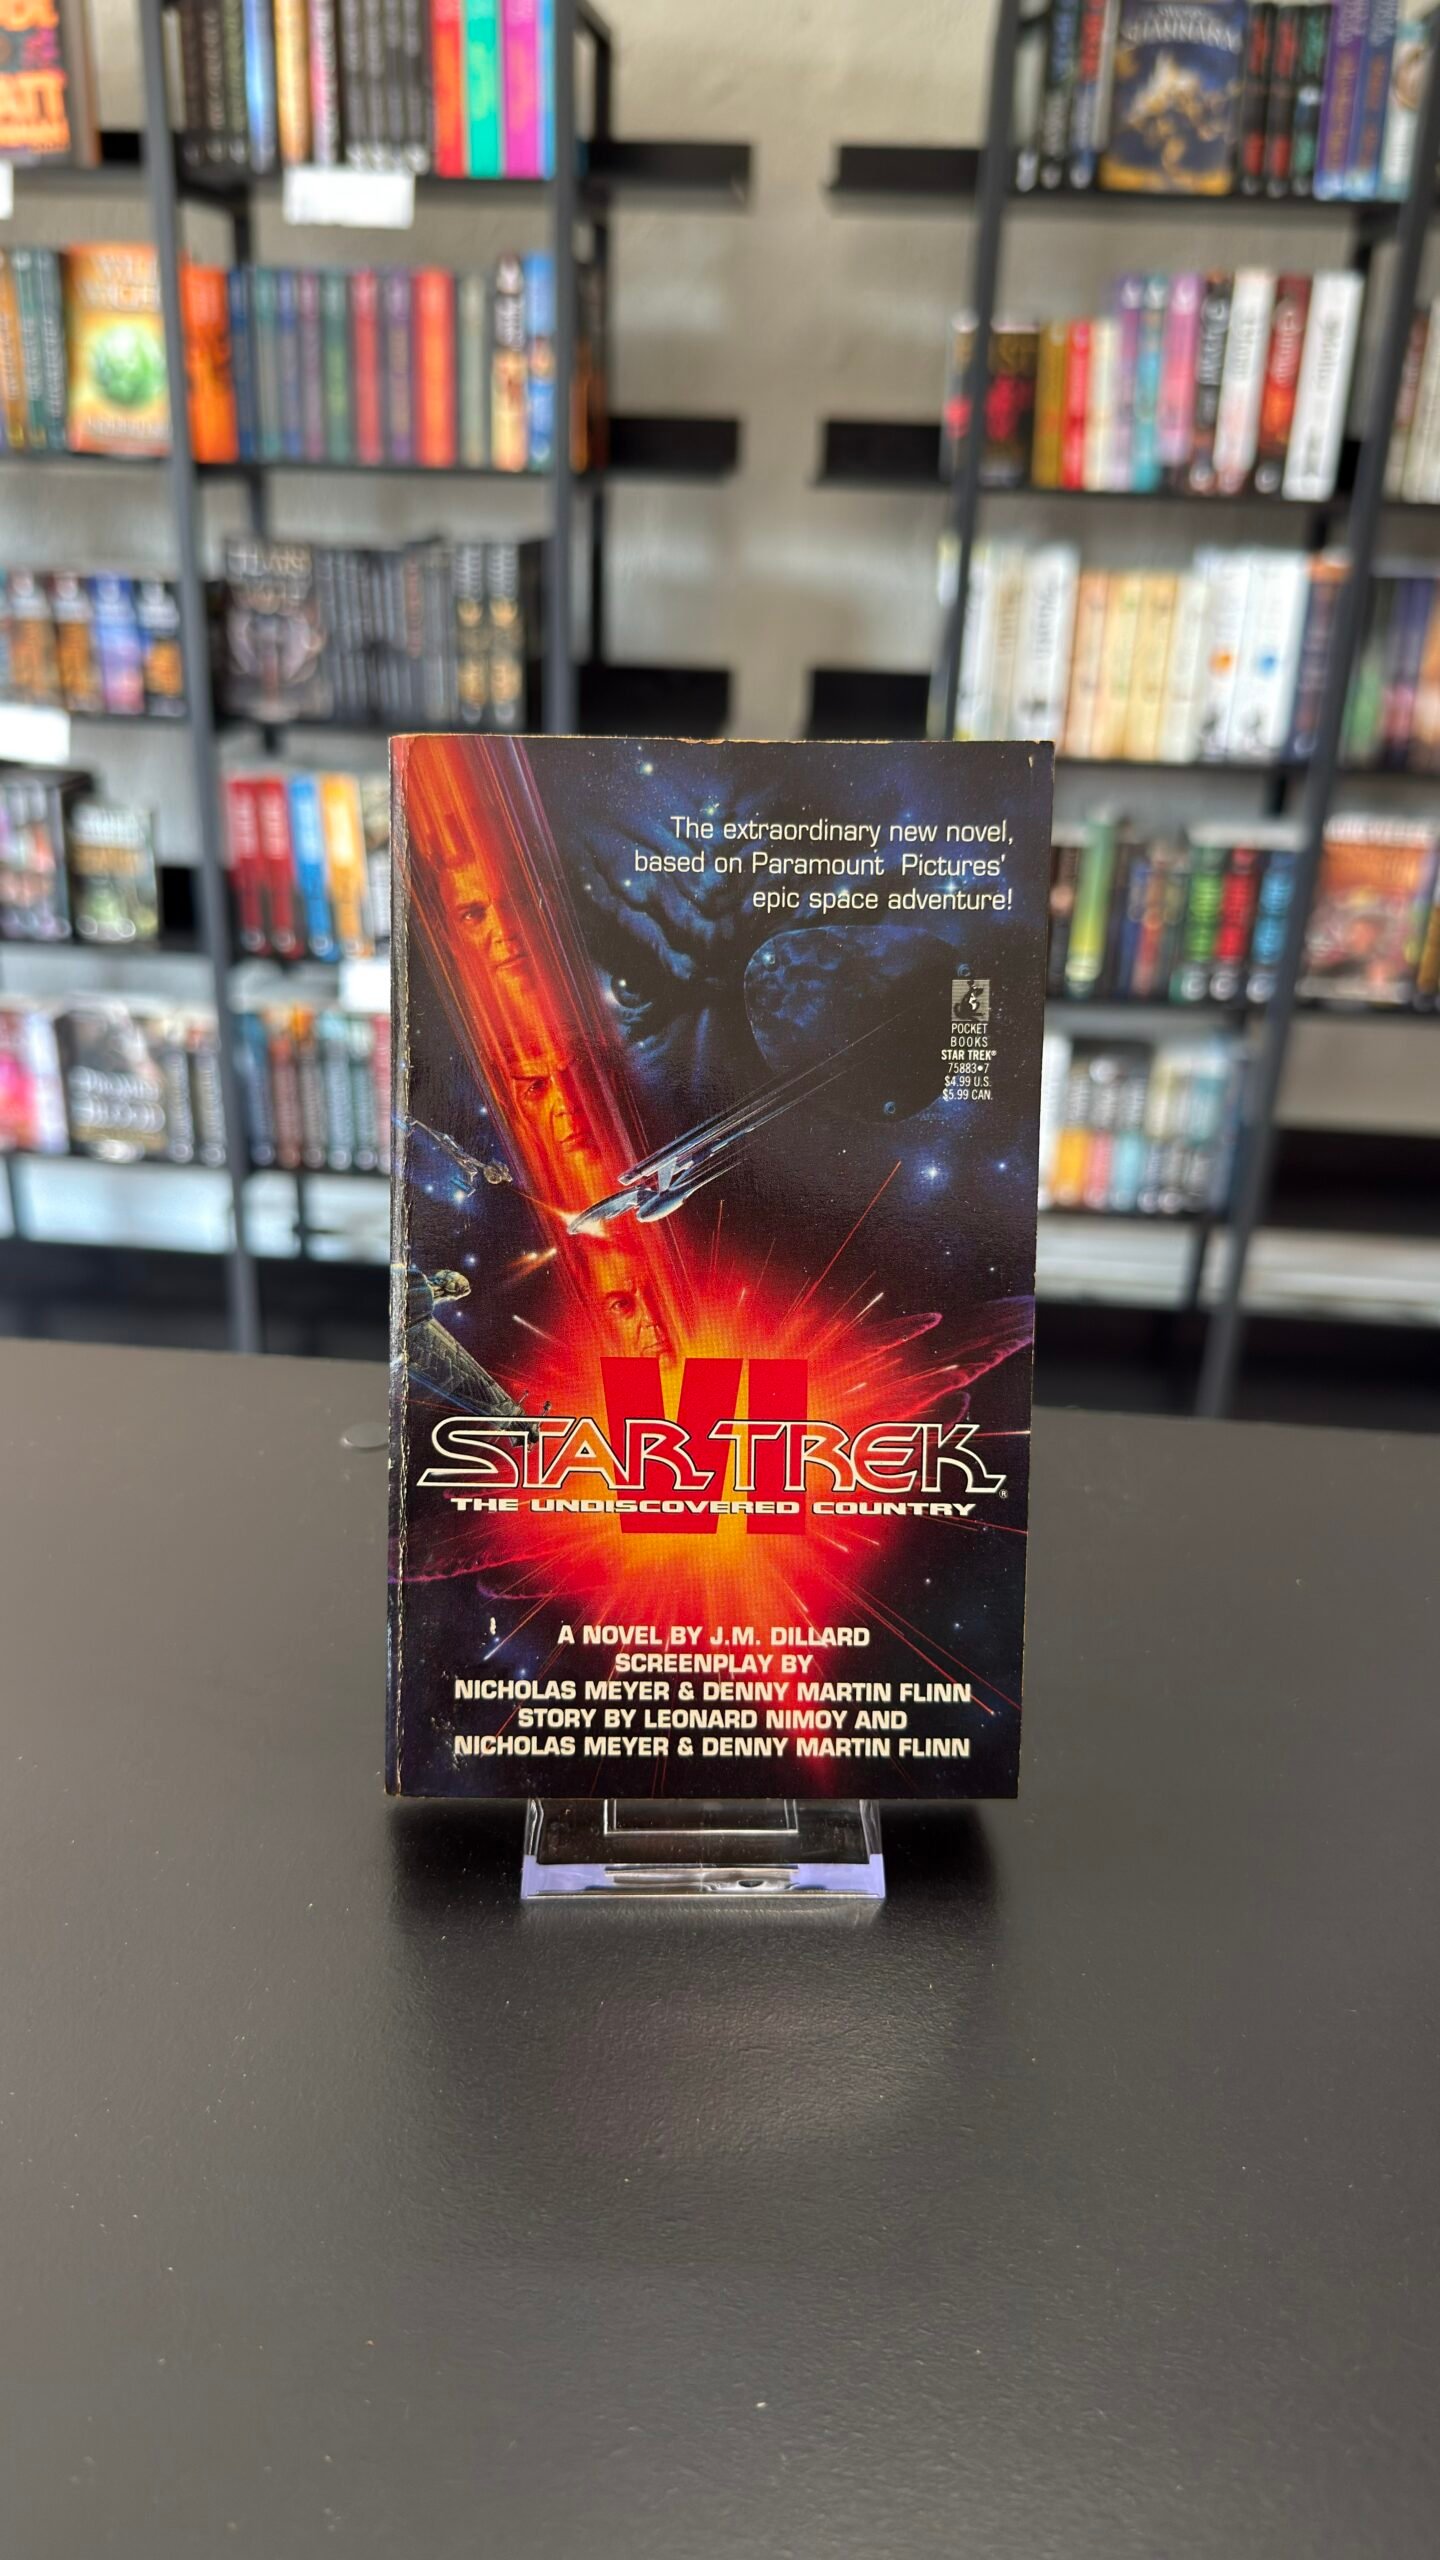 SHANNARA
The extraordinary new novel,
based on Paramount Pictures'
epic space adventure!
POCKET
BOOKS
STAR TREK®
75883•7
$4.99 U.S.
$5.99 CAN.
VI
STAR TREK®
THE UNDISCOVERED COUNTRY
A NOVEL BY J.M. DILLARD
SCREENPLAY BY
NICHOLAS MEYER & DENNY MARTIN FLINN
STORY BY LEONARD NIMOY AND
NICHOLAS MEYER & DENNY MARTIN FLINN